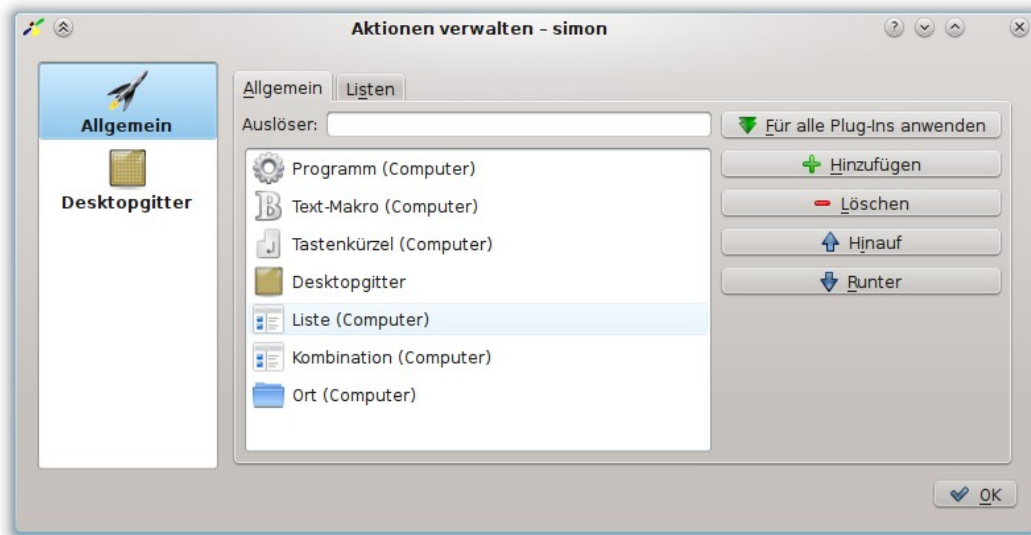 Aktionen verwalten – simon
Allgemein
Desktopgitter
Allgemein
Listen
Auslöser:
Für alle Plug-Ins anwenden
Programm (Computer)
Text-Makro (Computer)
Tastenkürzel (Computer)
Desktopgitter
Liste (Computer)
Kombination (Computer)
Ort (Computer)
Hinzufügen
Löschen
Hinauf
Runter
OK